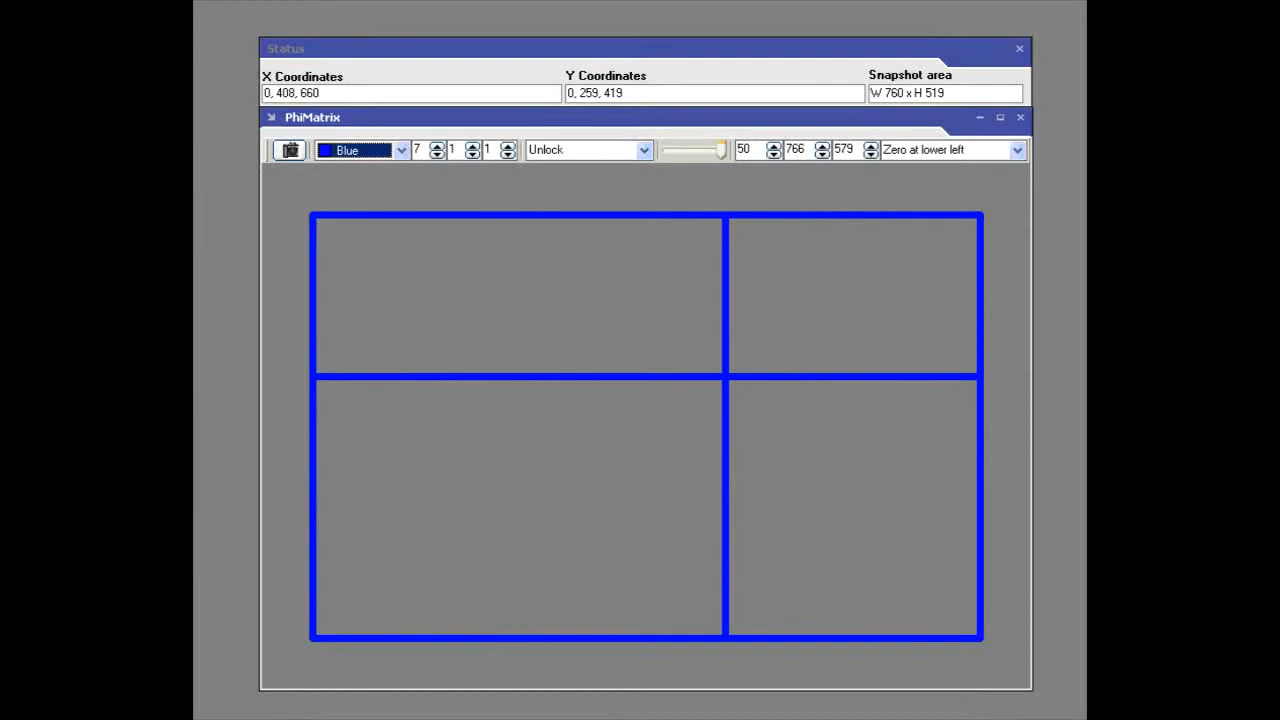 Status
X Coordinates Y Coordinates Snapshot area
0, 408, 660 0, 259, 419 W 760 x H 519
PhiMatrix
Blue 7 1 1 Unlock 50 766 579 Zero at lower left